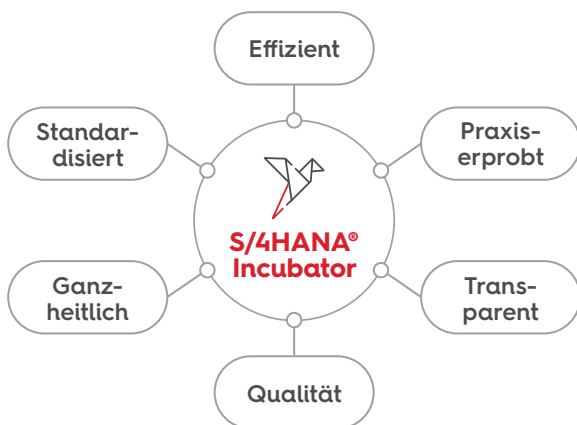 Effizient
Standar-
disiert
Praxis-
erprobt
S/4HANA®
Incubator
Ganz-
heitlich
Trans-
parent
Qualität